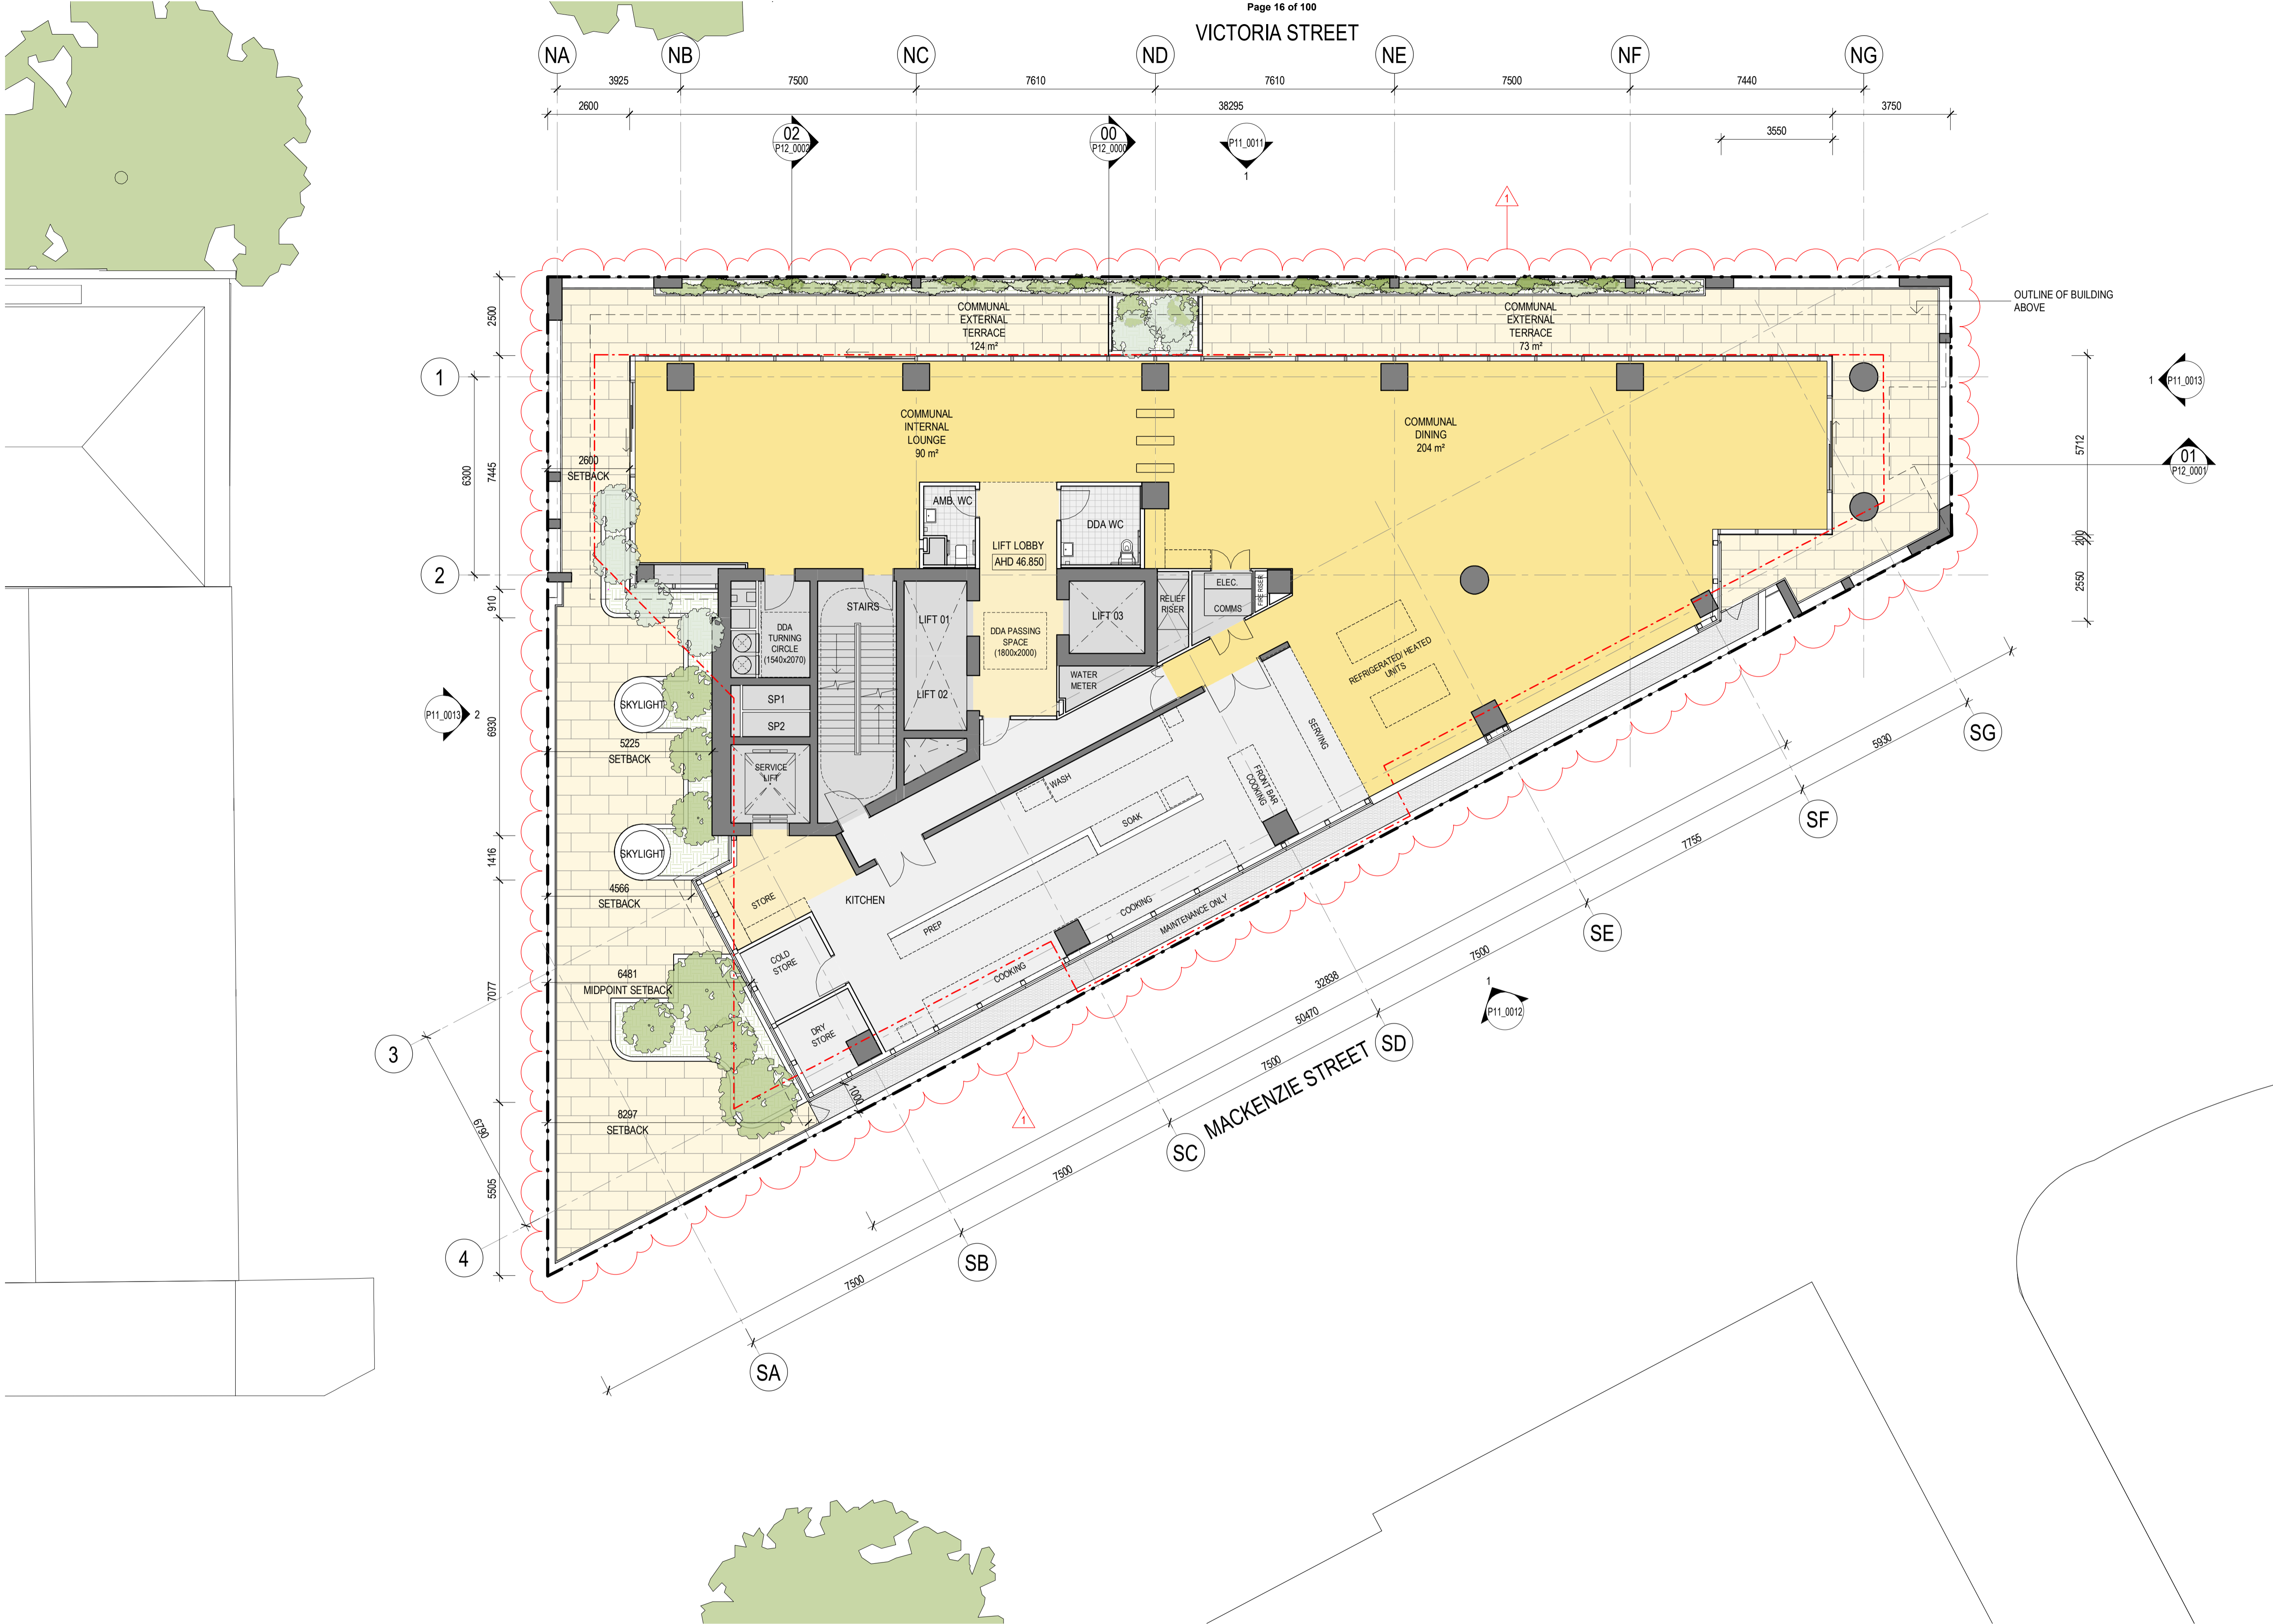 Page 16 of 100
VICTORIA STREET
NA
NB
NC
ND
NE
NF
NG
3925
7500
7610
7610
7500
7440
2600
38295
3750
3550
02
P12_0002
00
P12_0000
P11_0011
1
1
OUTLINE OF BUILDING
ABOVE
COMMUNAL
EXTERNAL
TERRACE
124 m²
COMMUNAL
EXTERNAL
TERRACE
73 m²
2500
1
6300
7445
2600
SETBACK
COMMUNAL
INTERNAL
LOUNGE
90 m²
COMMUNAL
DINING
204 m²
1
P11_0013
5712
01
P12_0001
200
2550
AMB. WC
DDA WC
LIFT LOBBY
AHD 46.850
2
910
STAIRS
LIFT 01
LIFT 02
LIFT 03
DDA
TURNING
CIRCLE
(1540x2070)
DDA PASSING
SPACE
(1800x2000)
RELIEF
RISER
ELEC.
COMMS
FIRE RISER
WATER
METER
REFRIGERATED/ HEATED
UNITS
SP1
SP2
SKYLIGHT
P11_0013
2
6930
5225
SETBACK
SERVICE
LIFT
SERVING
FRONT BAR
COOKING
WASH
SOAK
SKYLIGHT
1416
4566
SETBACK
STORE
KITCHEN
PREP
COOKING
MAINTENANCE ONLY
COLD
STORE
COOKING
6481
MIDPOINT SETBACK
7077
DRY
STORE
1000
8297
SETBACK
3
6790
5505
4
1
MACKENZIE STREET
1
P11_0012
32838
50470
7500
7500
7500
7500
7755
5930
SA
SB
SC
SD
SE
SF
SG